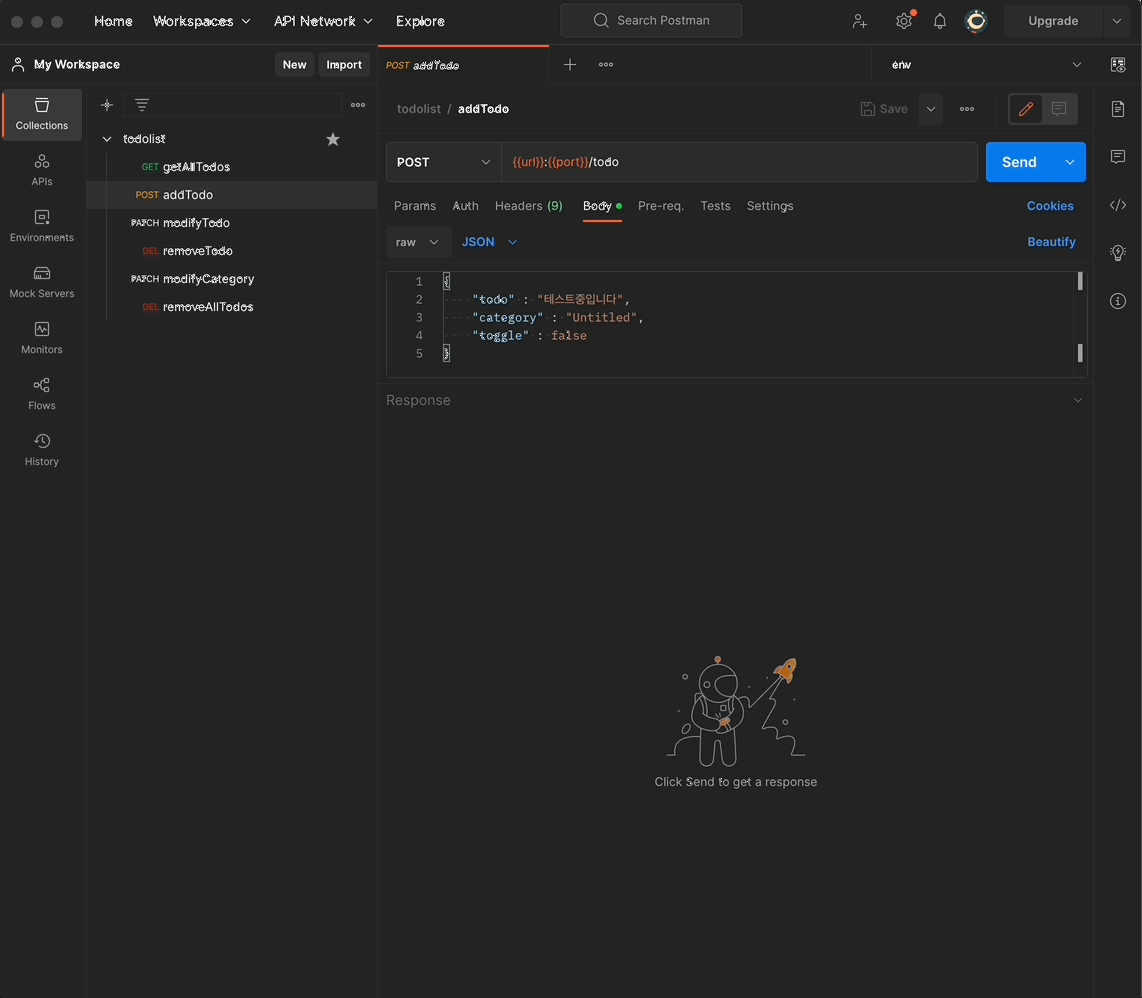 Home Workspaces API Network Explore Search Postman Upgrade
My Workspace New Import POST addTodo env
Collections
APIs
Environments
Mock Servers
Monitors
Flows
History
todolist
GET getAllTodos
POST addTodo
PATCH modifyTodo
DEL removeTodo
PATCH modifyCategory
DEL removeAllTodos
todolist / addTodo Save
POST {{url}}:{{port}}/todo Send
Params Auth Headers (9) Body Pre-req. Tests Settings Cookies
raw JSON Beautify
1 {
2 "todo" : "테스트중입니다",
3 "category" : "Untitled",
4 "toggle" : false
5 }
Response
Click Send to get a response